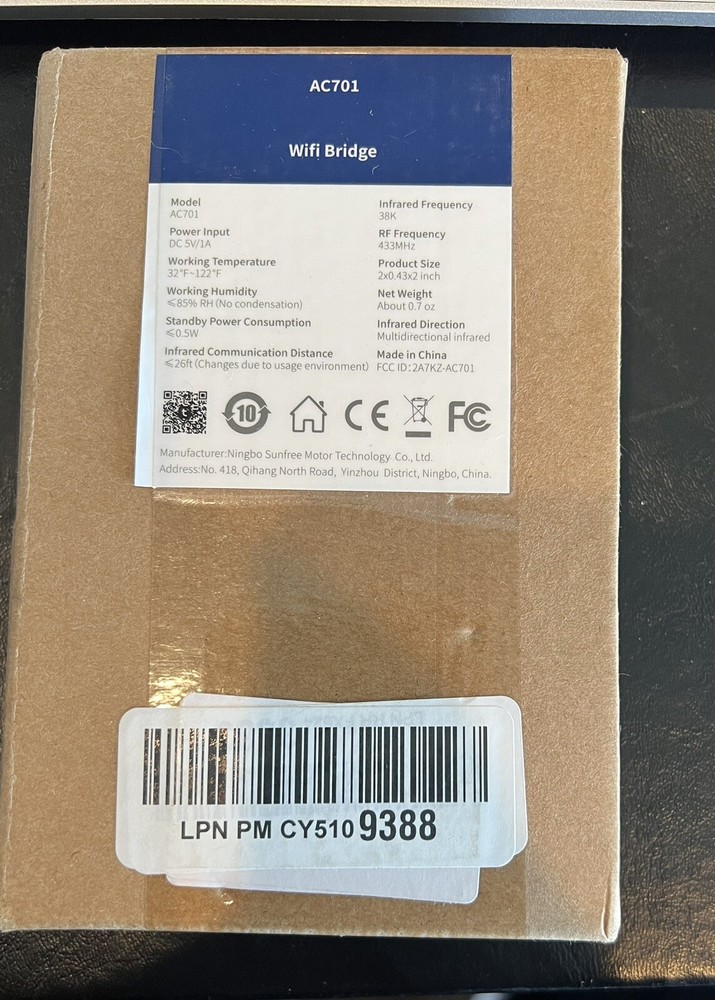 AC701
Wifi Bridge
Model
AC701
Power Input
DC 5V/1A
Working Temperature
32°F~122°F
Working Humidity
≤85% RH (No condensation)
Standby Power Consumption
≤0.5W
Infrared Communication Distance
≤26ft (Changes due to usage environment)
Infrared Frequency
38K
RF Frequency
433MHz
Product Size
2x0.43x2 inch
Net Weight
About 0.7 oz
Infrared Direction
Multidirectional infrared
Made in China
FCC ID:2A7KZ-AC701
10
CE
FC
Manufacturer:Ningbo Sunfree Motor Technology Co., Ltd.
Address:No. 418, Qihang North Road, Yinzhou District, Ningbo, China.
LPN PM CY510 9388